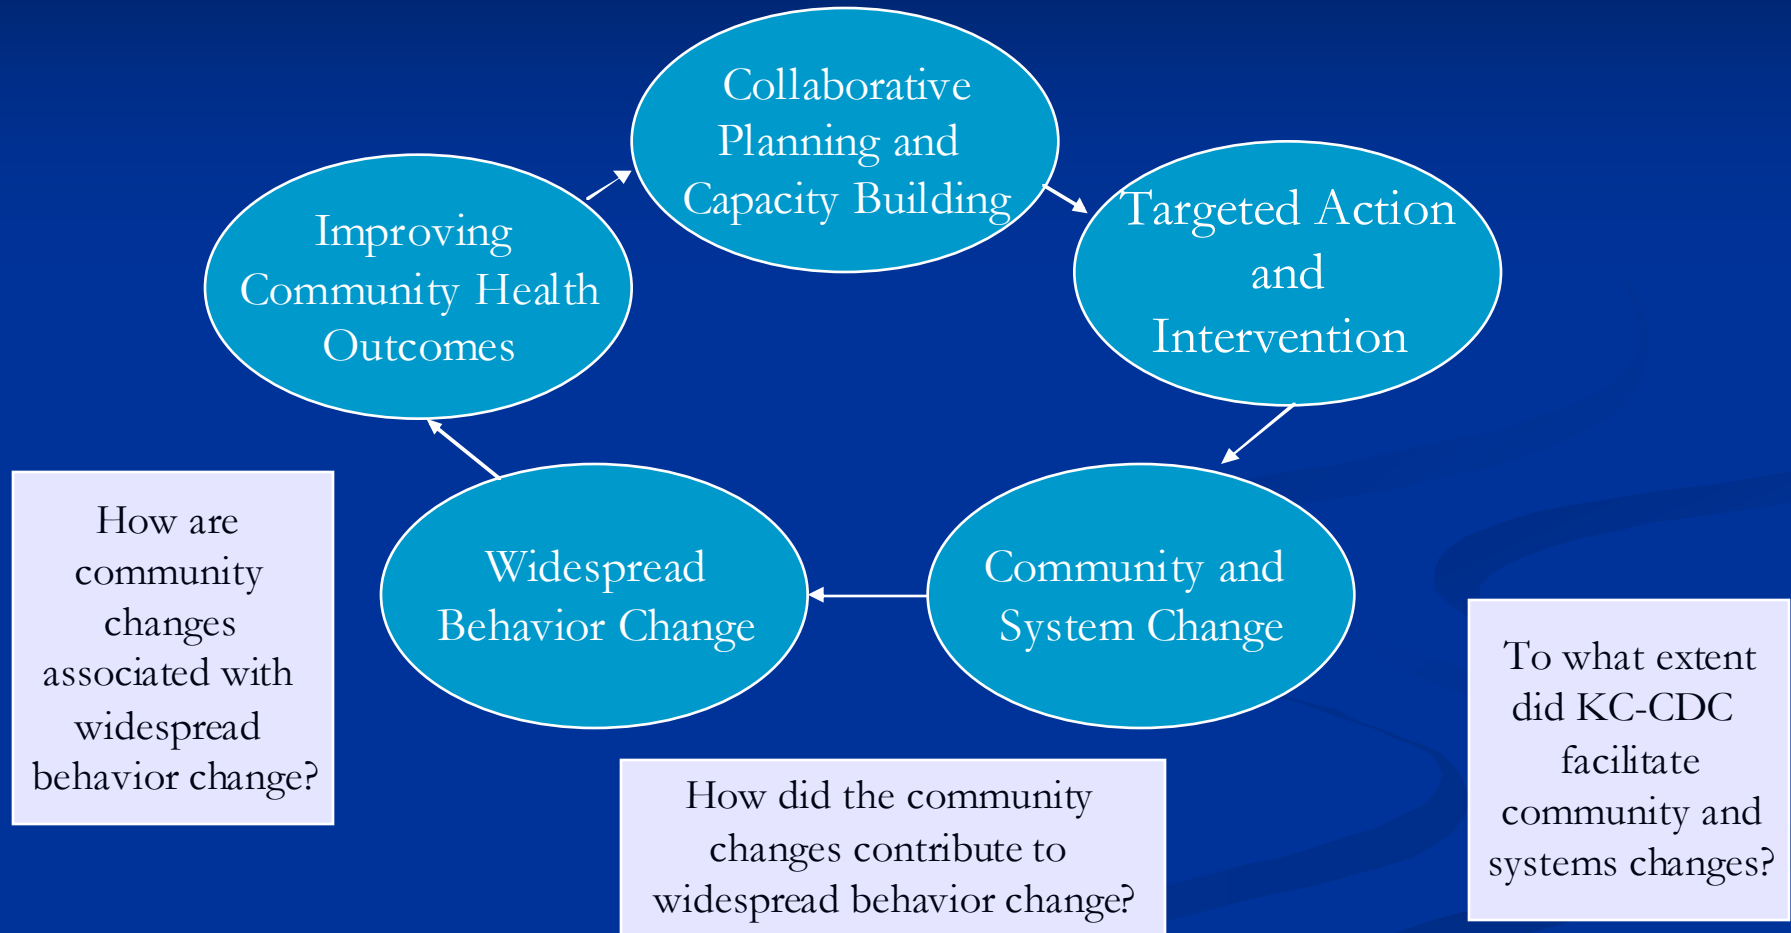 Collaborative
Planning and
Capacity Building
Targeted Action
and
Intervention
Improving
Community Health
Outcomes
Widespread
Behavior Change
Community and
System Change
How are
community
changes
associated with
widespread
behavior change?
How did the community
changes contribute to
widespread behavior change?
To what extent
did KC-CDC
facilitate
community and
systems changes?